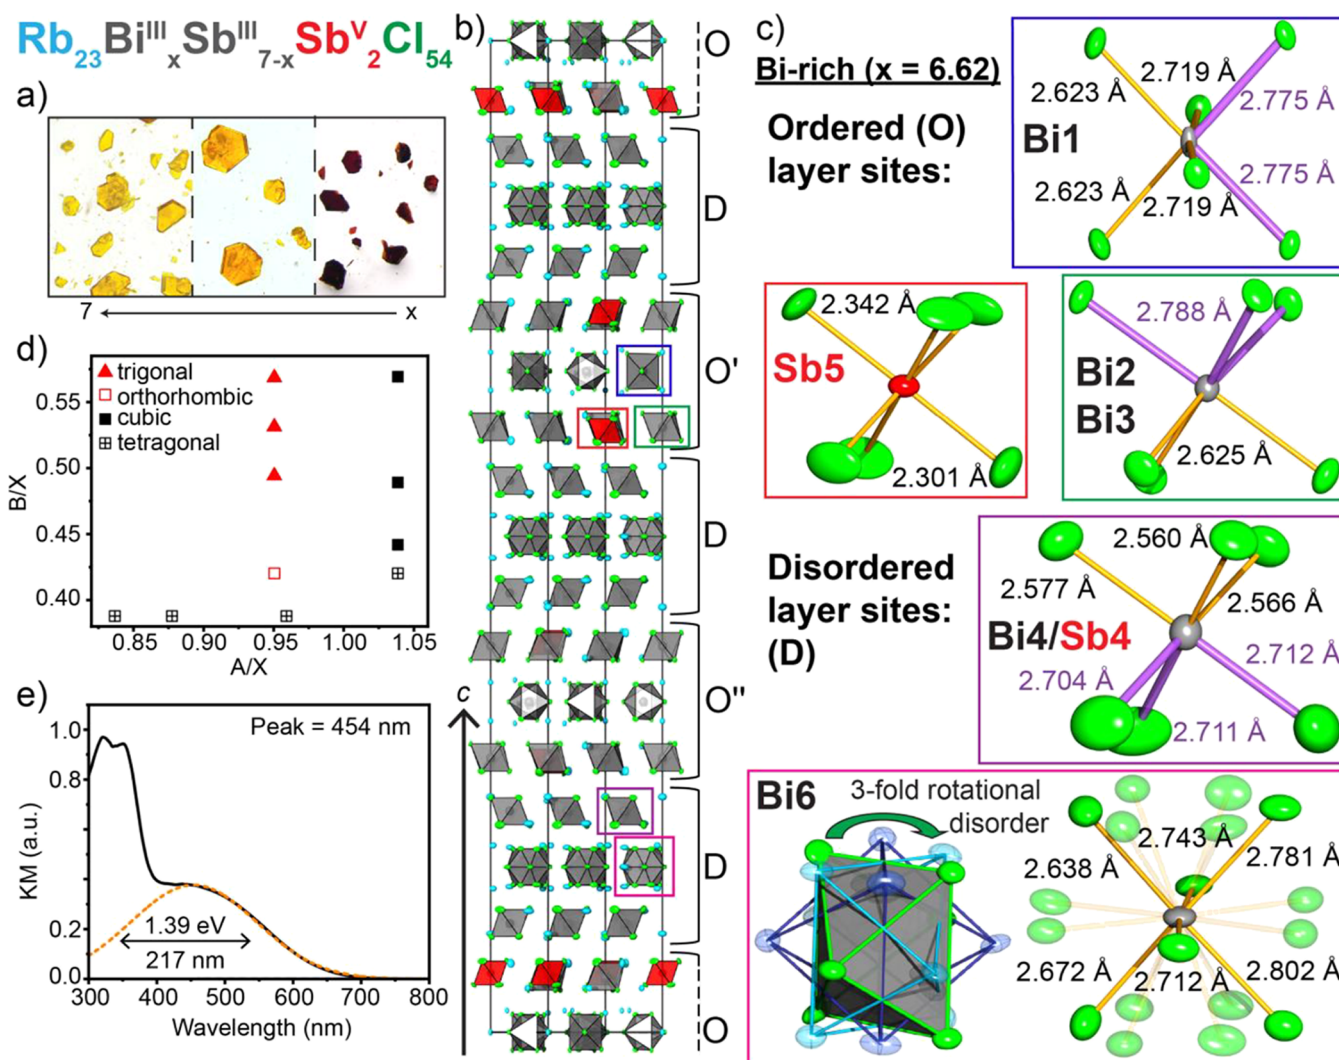 Rb₂₃BiᴵᴵᴵₓSbᴵᴵᴵ₇₋ₓSbⱽ₂Cl₅₄
a)
7
x
d)
trigonal
orthorhombic
cubic
tetragonal
B/X
0.55
0.50
0.45
0.40
0.85
0.90
0.95
1.00
1.05
A/X
e)
Peak = 454 nm
KM (a.u.)
1.0
0.8
0.2
0.0
1.39 eV
217 nm
300
400
500
600
700
800
Wavelength (nm)
b)
O
D
O'
D
O''
D
O
c
c)
Bi-rich (x = 6.62)
Ordered (O)
layer sites:
2.719 Å
2.623 Å
2.775 Å
Bi1
2.775 Å
2.623 Å
2.719 Å
2.342 Å
Sb5
2.301 Å
2.788 Å
Bi2
Bi3
2.625 Å
Disordered
layer sites:
(D)
2.560 Å
2.577 Å
2.566 Å
Bi4/Sb4
2.712 Å
2.704 Å
2.711 Å
Bi6
3-fold rotational
disorder
2.743 Å
2.638 Å
2.781 Å
2.672 Å
2.712 Å
2.802 Å